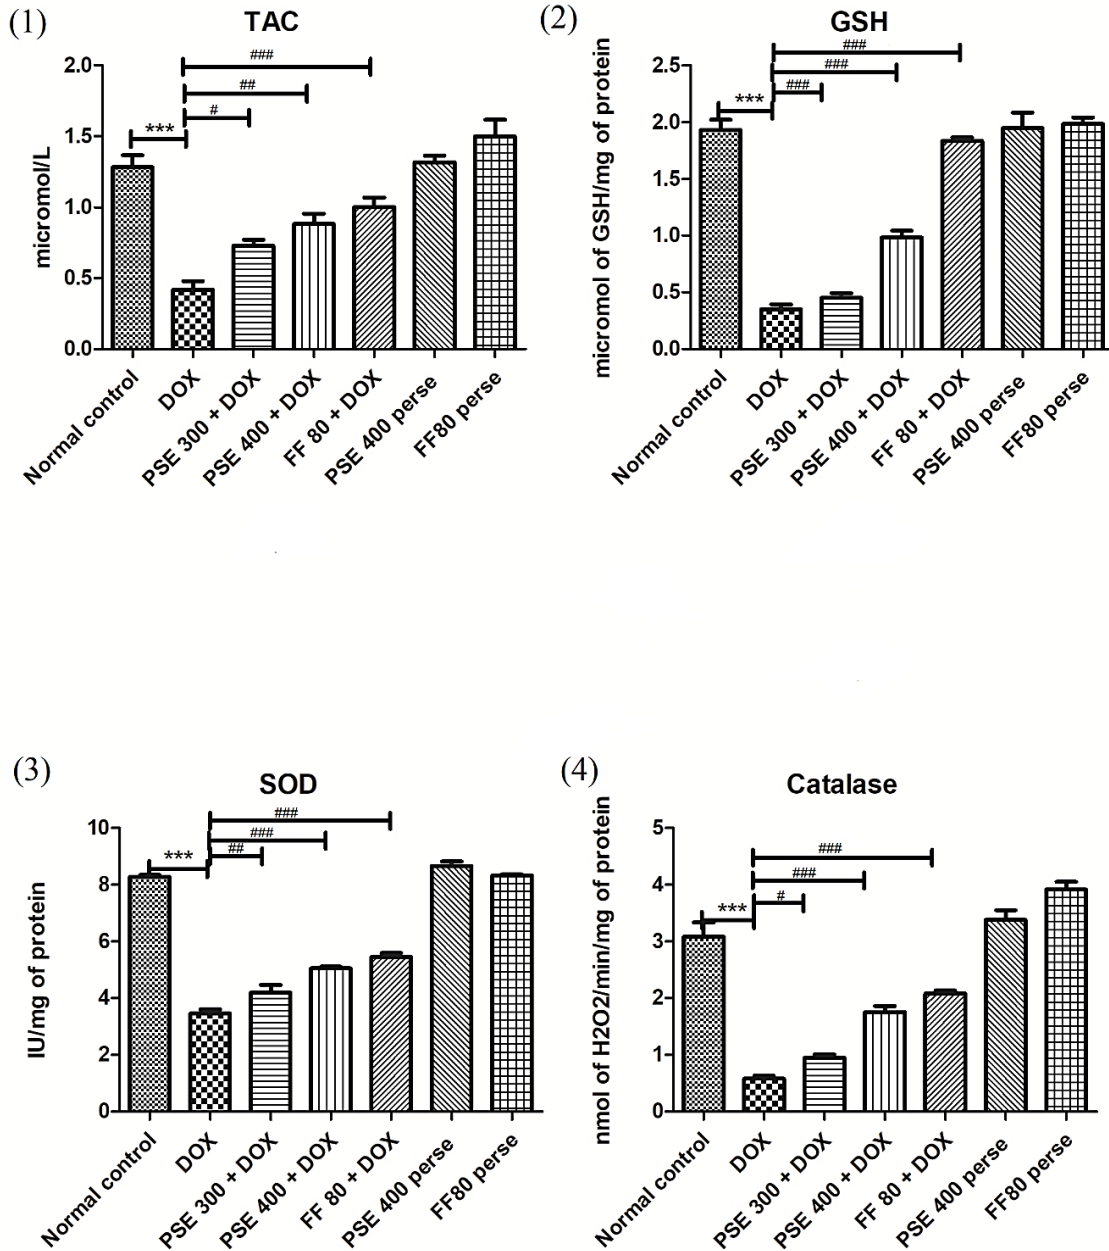 (1)
TAC
micromol/L
2.0
1.5
1.0
0.5
0.0
***
#
##
###
Normal control
DOX
PSE 300 + DOX
PSE 400 + DOX
FF 80 + DOX
PSE 400 perse
FF80 perse
(2)
GSH
micromol of GSH/mg of protein
2.5
2.0
1.5
1.0
0.5
0.0
***
###
###
###
Normal control
DOX
PSE 300 + DOX
PSE 400 + DOX
FF 80 + DOX
PSE 400 perse
FF80 perse
(3)
SOD
IU/mg of protein
10
8
6
4
2
0
***
##
###
###
Normal control
DOX
PSE 300 + DOX
PSE 400 + DOX
FF 80 + DOX
PSE 400 perse
FF80 perse
(4)
Catalase
nmol of H2O2/min/mg of protein
5
4
3
2
1
0
***
#
###
###
Normal control
DOX
PSE 300 + DOX
PSE 400 + DOX
FF 80 + DOX
PSE 400 perse
FF80 perse